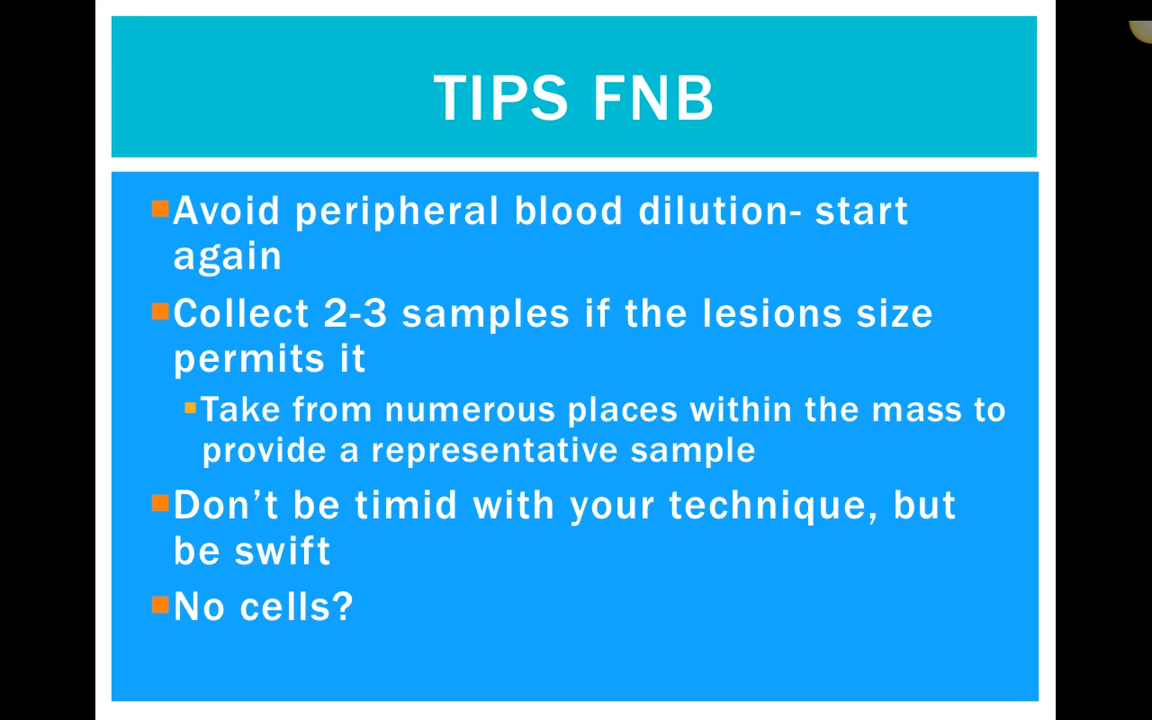 TIPS FNB
Avoid peripheral blood dilution- start
again
Collect 2-3 samples if the lesions size
permits it
Take from numerous places within the mass to
provide a representative sample
Don’t be timid with your technique, but
be swift
No cells?